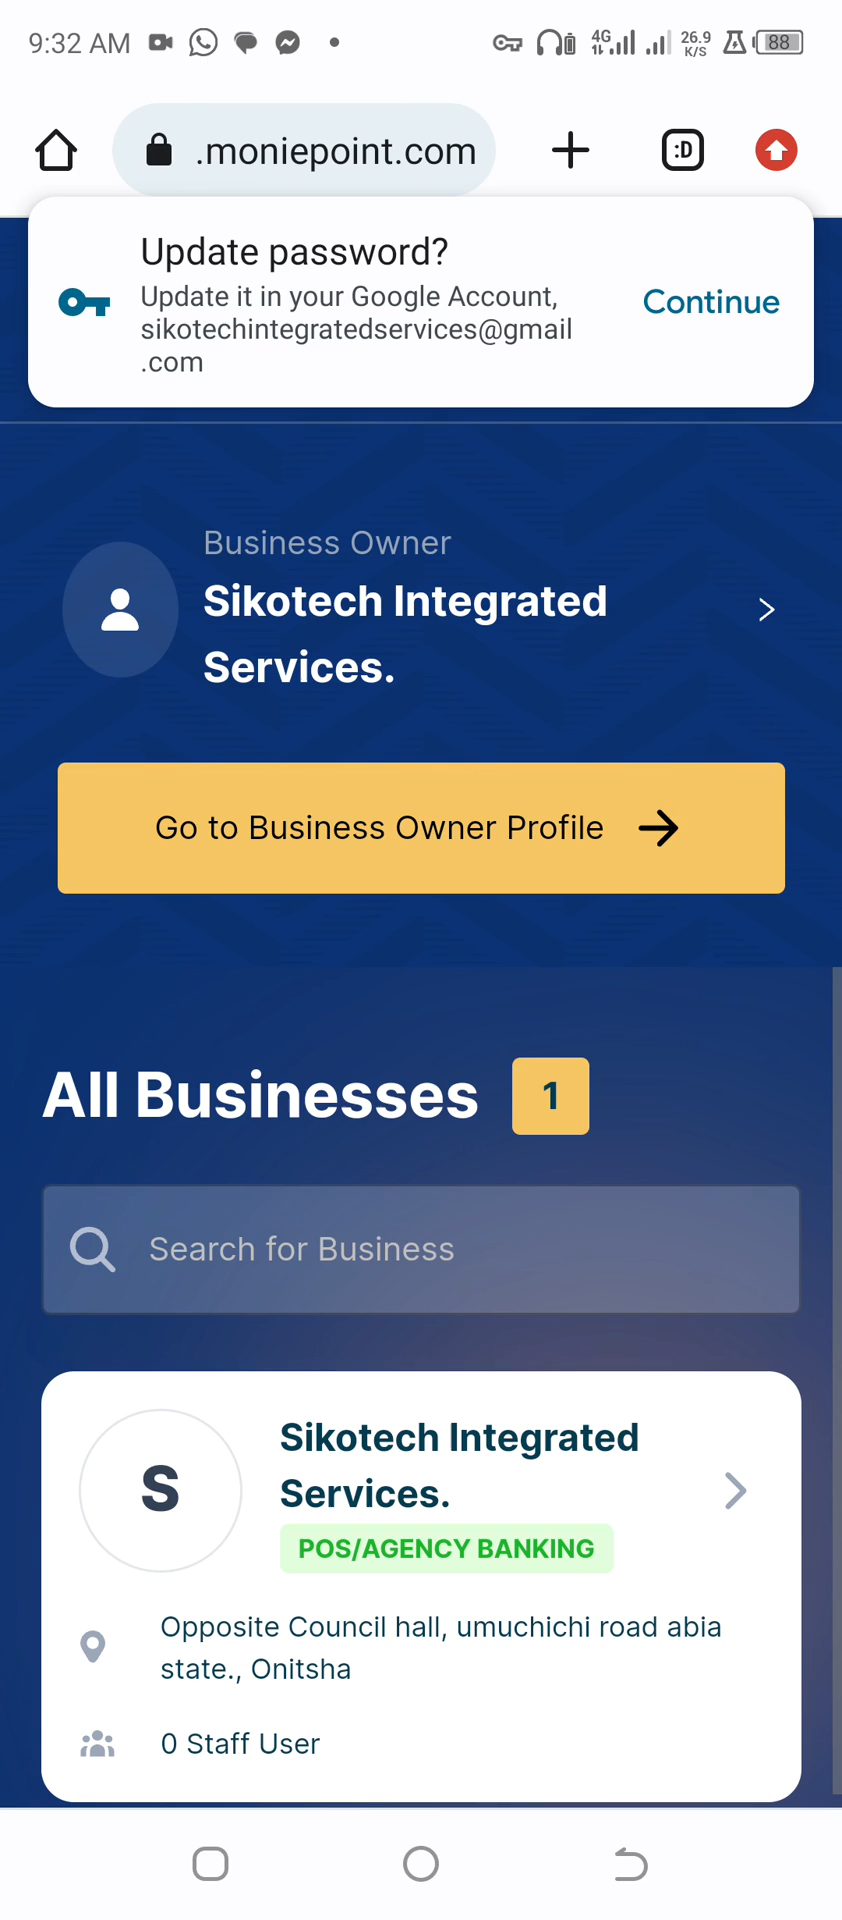 9:32 AM
4G
26.9
K/S
88
.moniepoint.com
:D
Update password?
Update it in your Google Account,
sikotechintegratedservices@gmail
.com
Continue
Business Owner
Sikotech Integrated
Services.
Go to Business Owner Profile
All Businesses
1
Search for Business
S
Sikotech Integrated
Services.
POS/AGENCY BANKING
Opposite Council hall, umuchichi road abia
state., Onitsha
0 Staff User